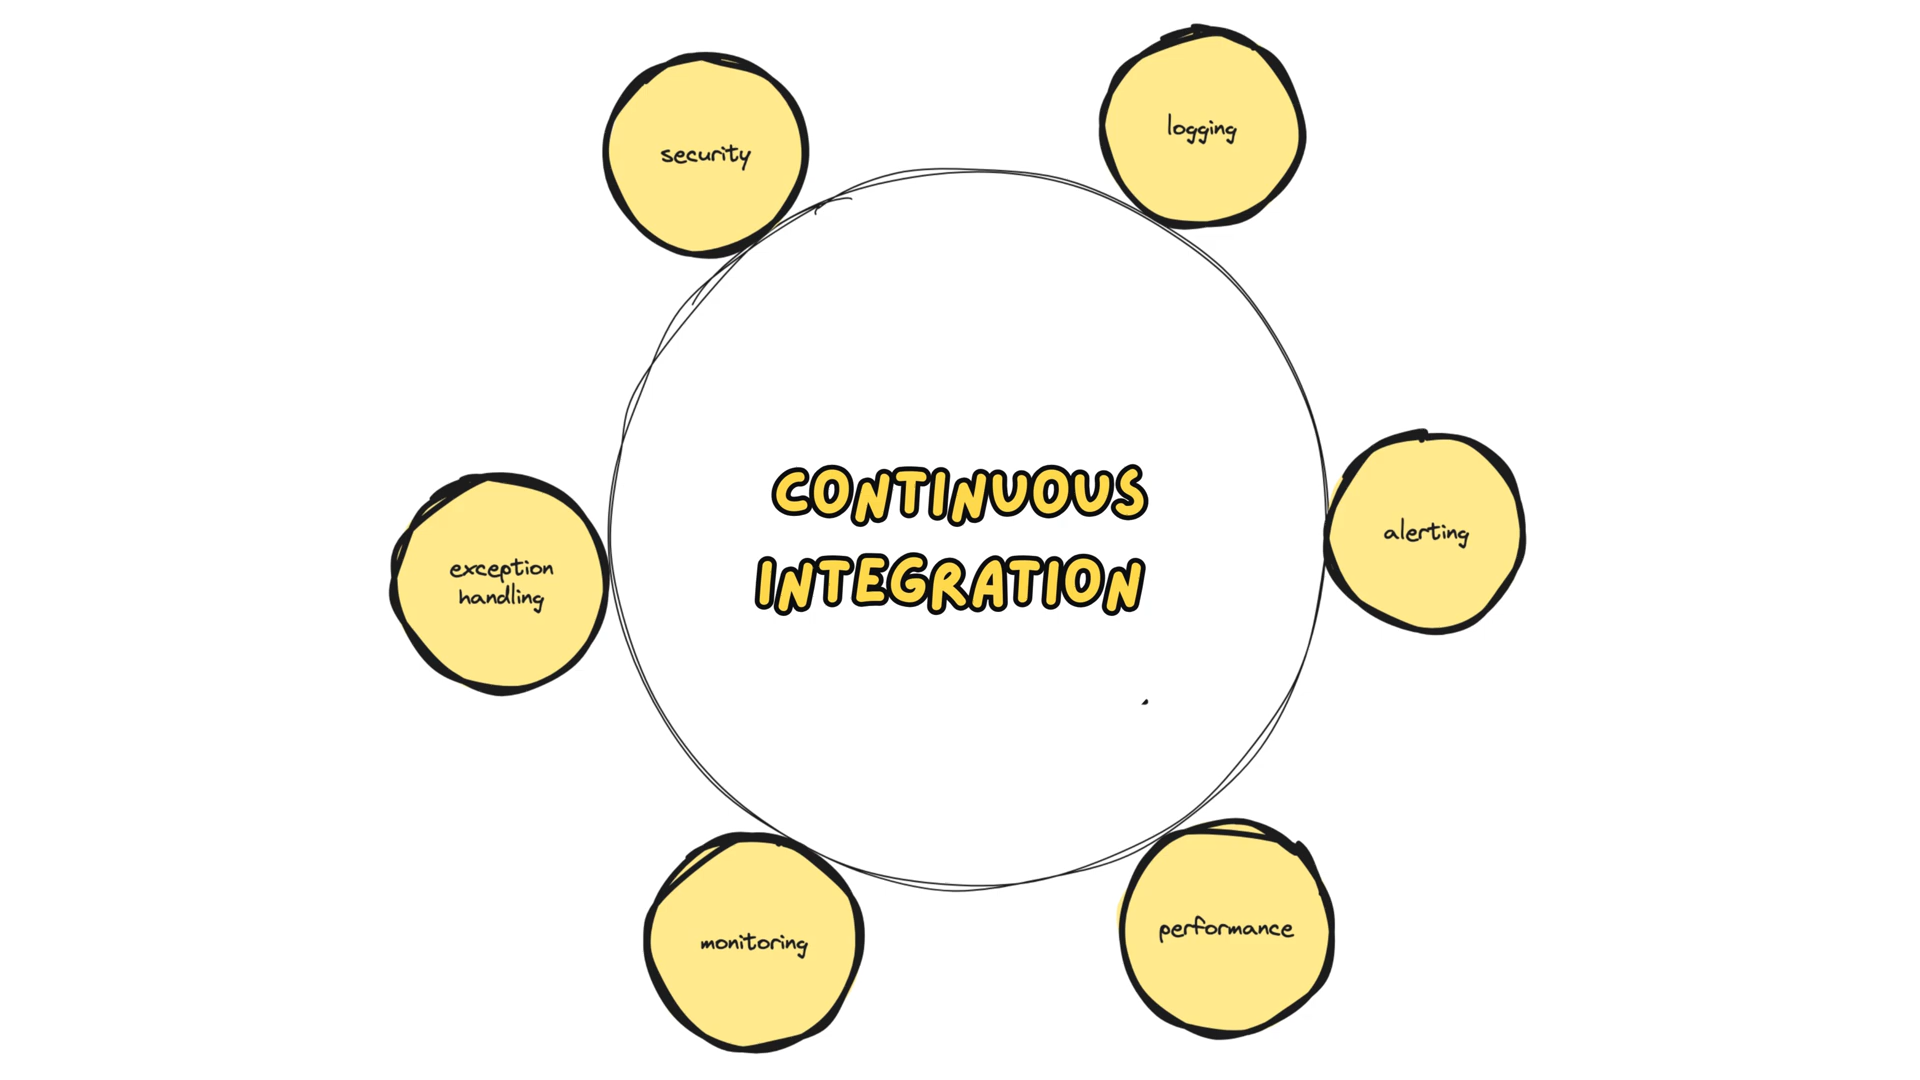 logging
security
CONTINUOUS
INTEGRATION
alerting
exception
handling
performance
monitoring